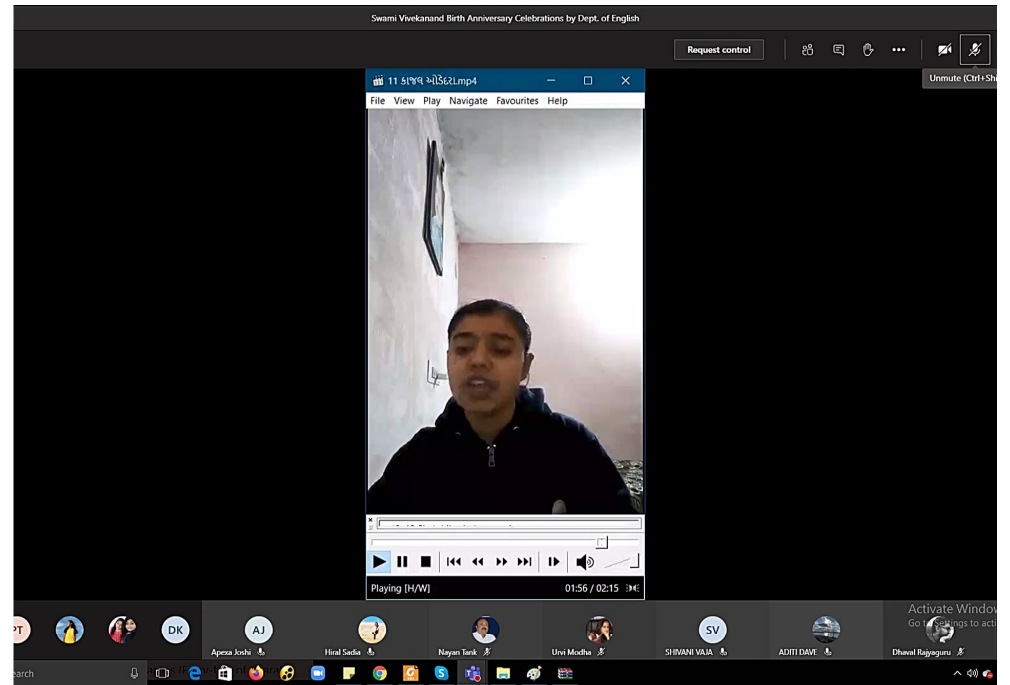 Swami Vivekanand Birth Anniversary Celebrations by Dept. of English
Request control
Unmute (Ctrl+Shi
11 કાજલ ઓડેદરા.mp4
File View Play Navigate Favourites Help
Playing [H/W]
01:56 / 02:15
Activate Window
Go to Settings to acti
PT
DK
AJ
SV
Apexa Joshi
Hiral Sadia
Nayan Tank
Urvi Modha
SHIVANI VAJA
ADITI DAVE
Dhaval Rajyaguru
earch